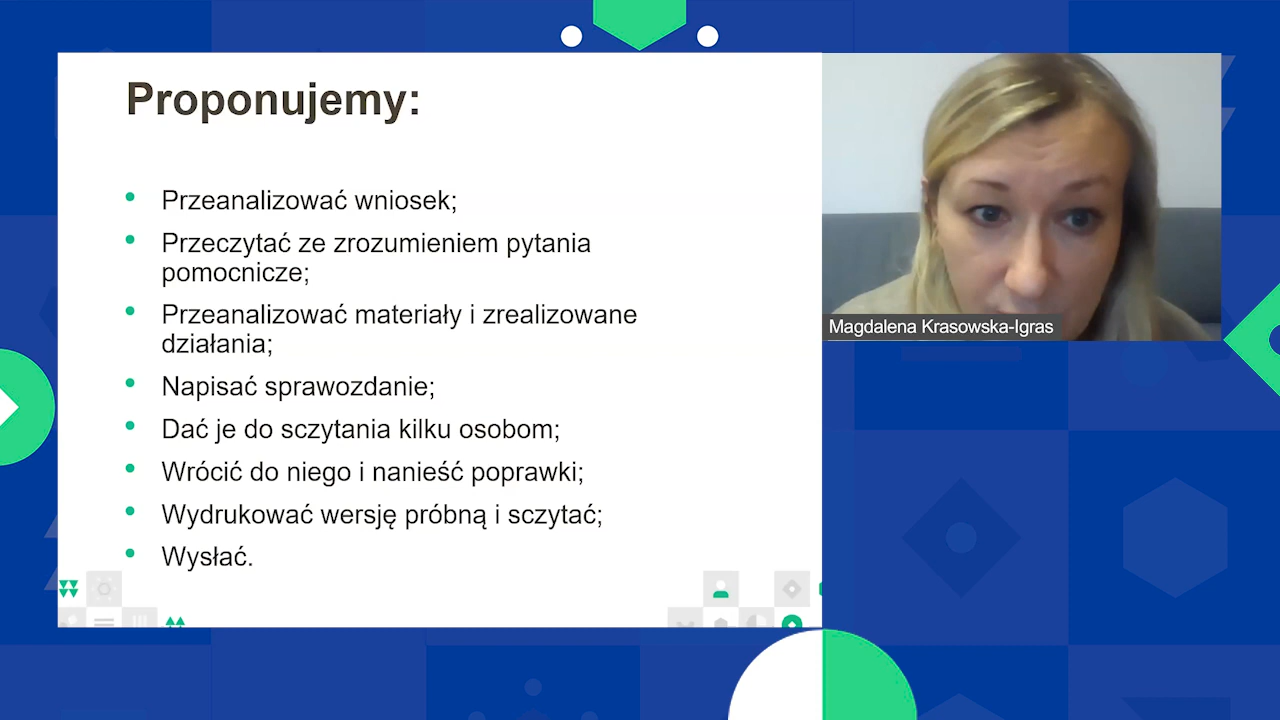 Proponujemy:
Przeanalizować wniosek;
Przeczytać ze zrozumieniem pytania
pomocnicze;
Przeanalizować materiały i zrealizowane
działania;
Napisać sprawozdanie;
Dać je do sczytania kilku osobom;
Wrócić do niego i nanieść poprawki;
Wydrukować wersję próbną i sczytać;
Wysłać.
Magdalena Krasowska-Igras